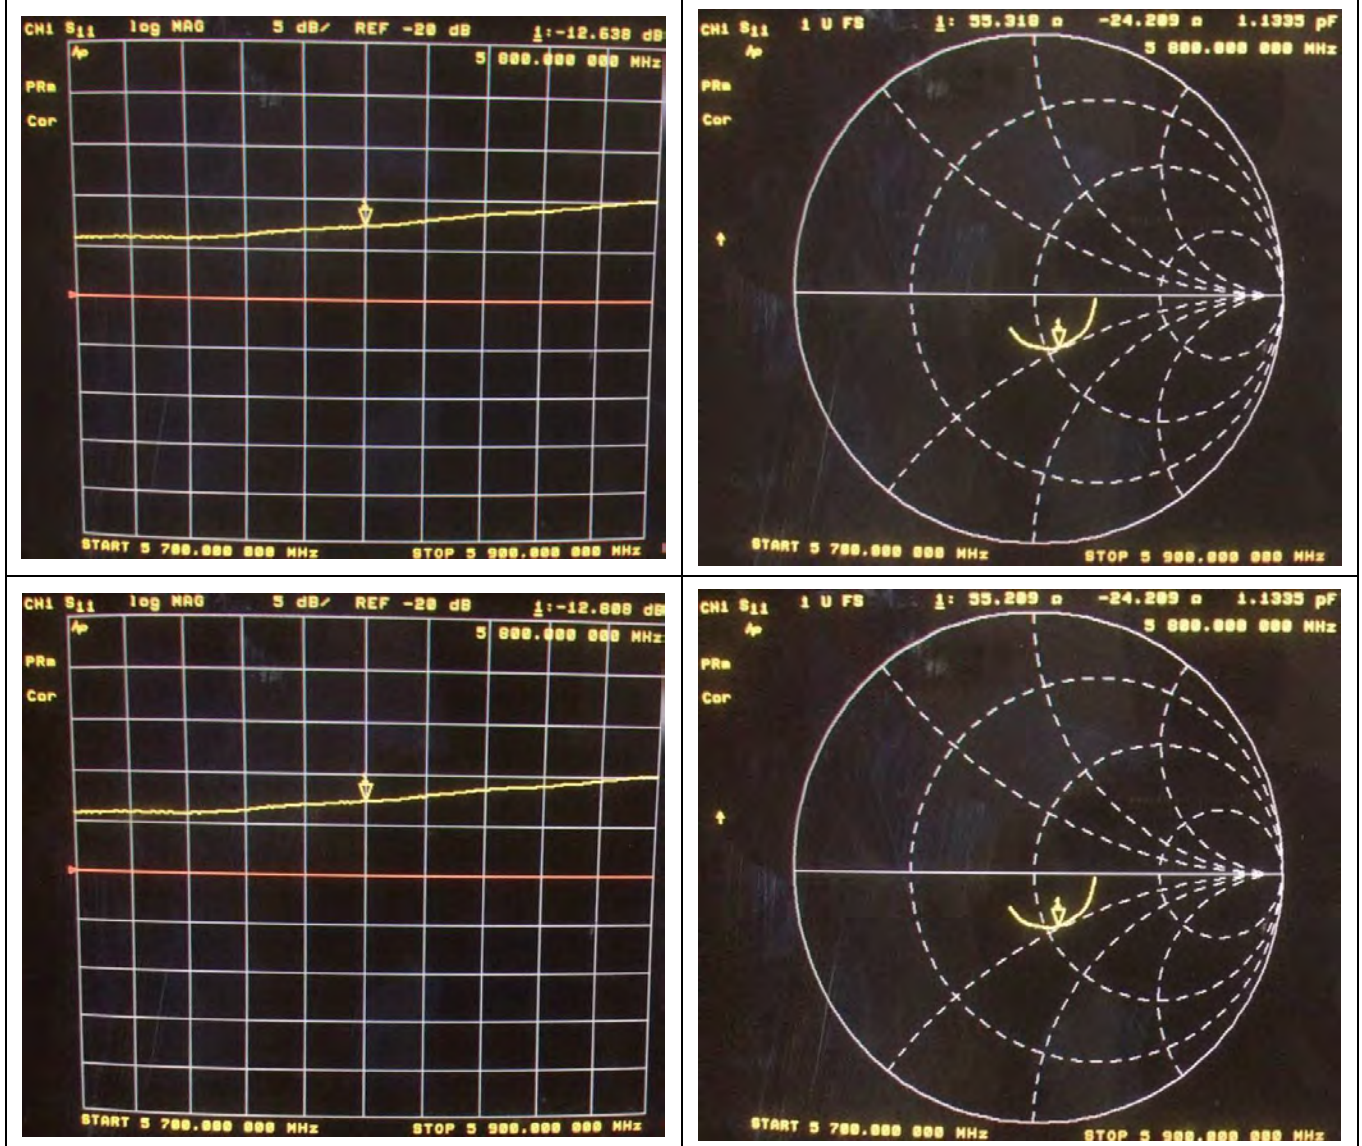 CH1 S11 log MAG 5 dB/ REF -20 dB 1:-12.638 dB
5 800.000 000 MHz
PRm
Cor
START 5 700.000 000 MHz STOP 5 900.000 000 MHz
CH1 S11 1 U FS 1: 55.318 Ω -24.209 Ω 1.1335 pF
5 800.000 000 MHz
PRm
Cor
START 5 700.000 000 MHz STOP 5 900.000 000 MHz
CH1 S11 log MAG 5 dB/ REF -20 dB 1:-12.808 dB
5 800.000 000 MHz
PRm
Cor
START 5 700.000 000 MHz STOP 5 900.000 000 MHz
CH1 S11 1 U FS 1: 55.209 Ω -24.209 Ω 1.1335 pF
5 800.000 000 MHz
PRm
Cor
START 5 700.000 000 MHz STOP 5 900.000 000 MHz